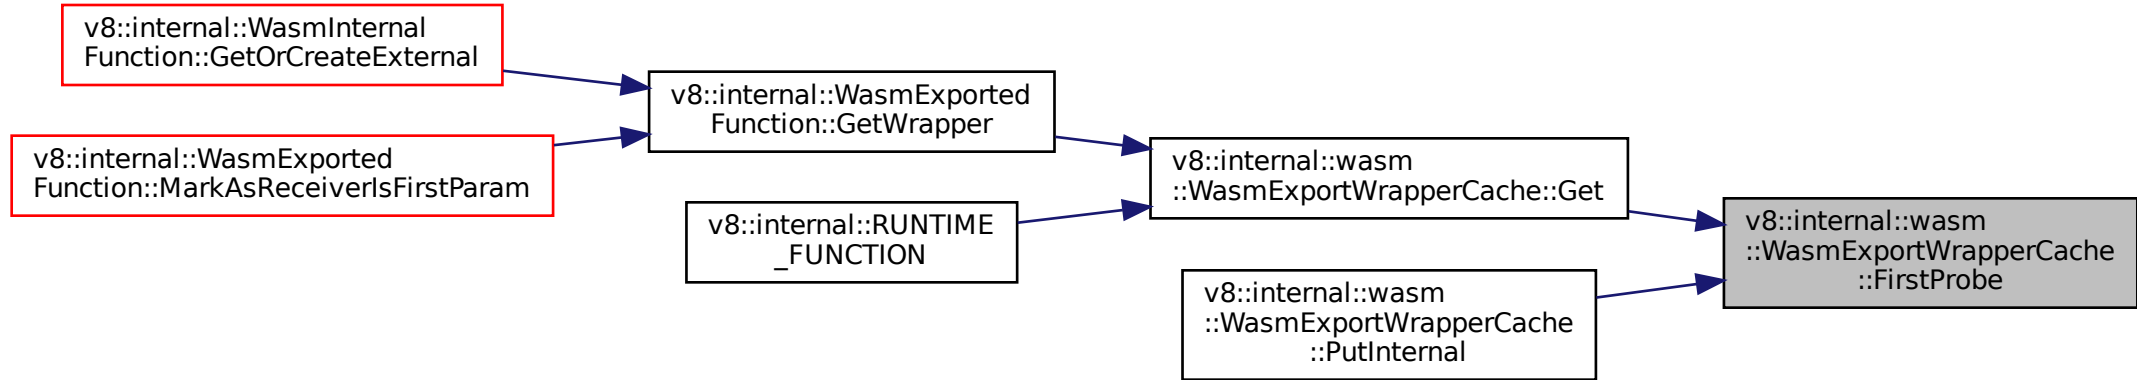 v8::internal::WasmInternal
Function::GetOrCreateExternal
v8::internal::WasmExported
Function::MarkAsReceiverIsFirstParam
v8::internal::WasmExported
Function::GetWrapper
v8::internal::RUNTIME
_FUNCTION
v8::internal::wasm
::WasmExportWrapperCache::Get
v8::internal::wasm
::WasmExportWrapperCache
::PutInternal
v8::internal::wasm
::WasmExportWrapperCache
::FirstProbe